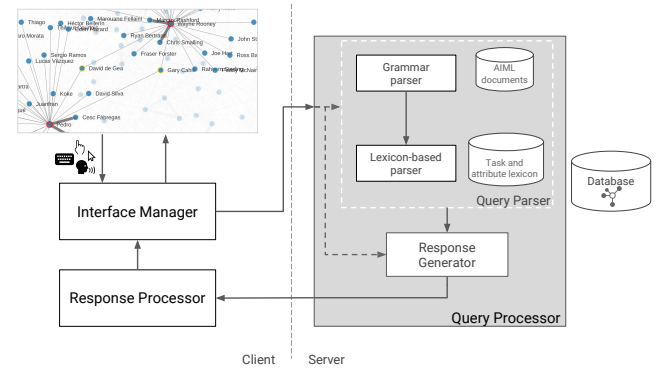 Thiago
Marouane Fellaini
Wayne Rooney
Héctor Bellerín
John St
Ryan Bertrand
Chris Smalling
Sergio Ramos
Fraser Forster
Joe Hart
Ross Ba
Lucas Vázquez
David de Gea
Gary Cahill
Koke
David Silva
Juanfran
Cesc Fàbregas
Pedro
Grammar
parser
AIML
documents
Lexicon-based
parser
Task and
attribute lexicon
Query Parser
Database
Interface Manager
Response
Generator
Response Processor
Query Processor
Client
Server